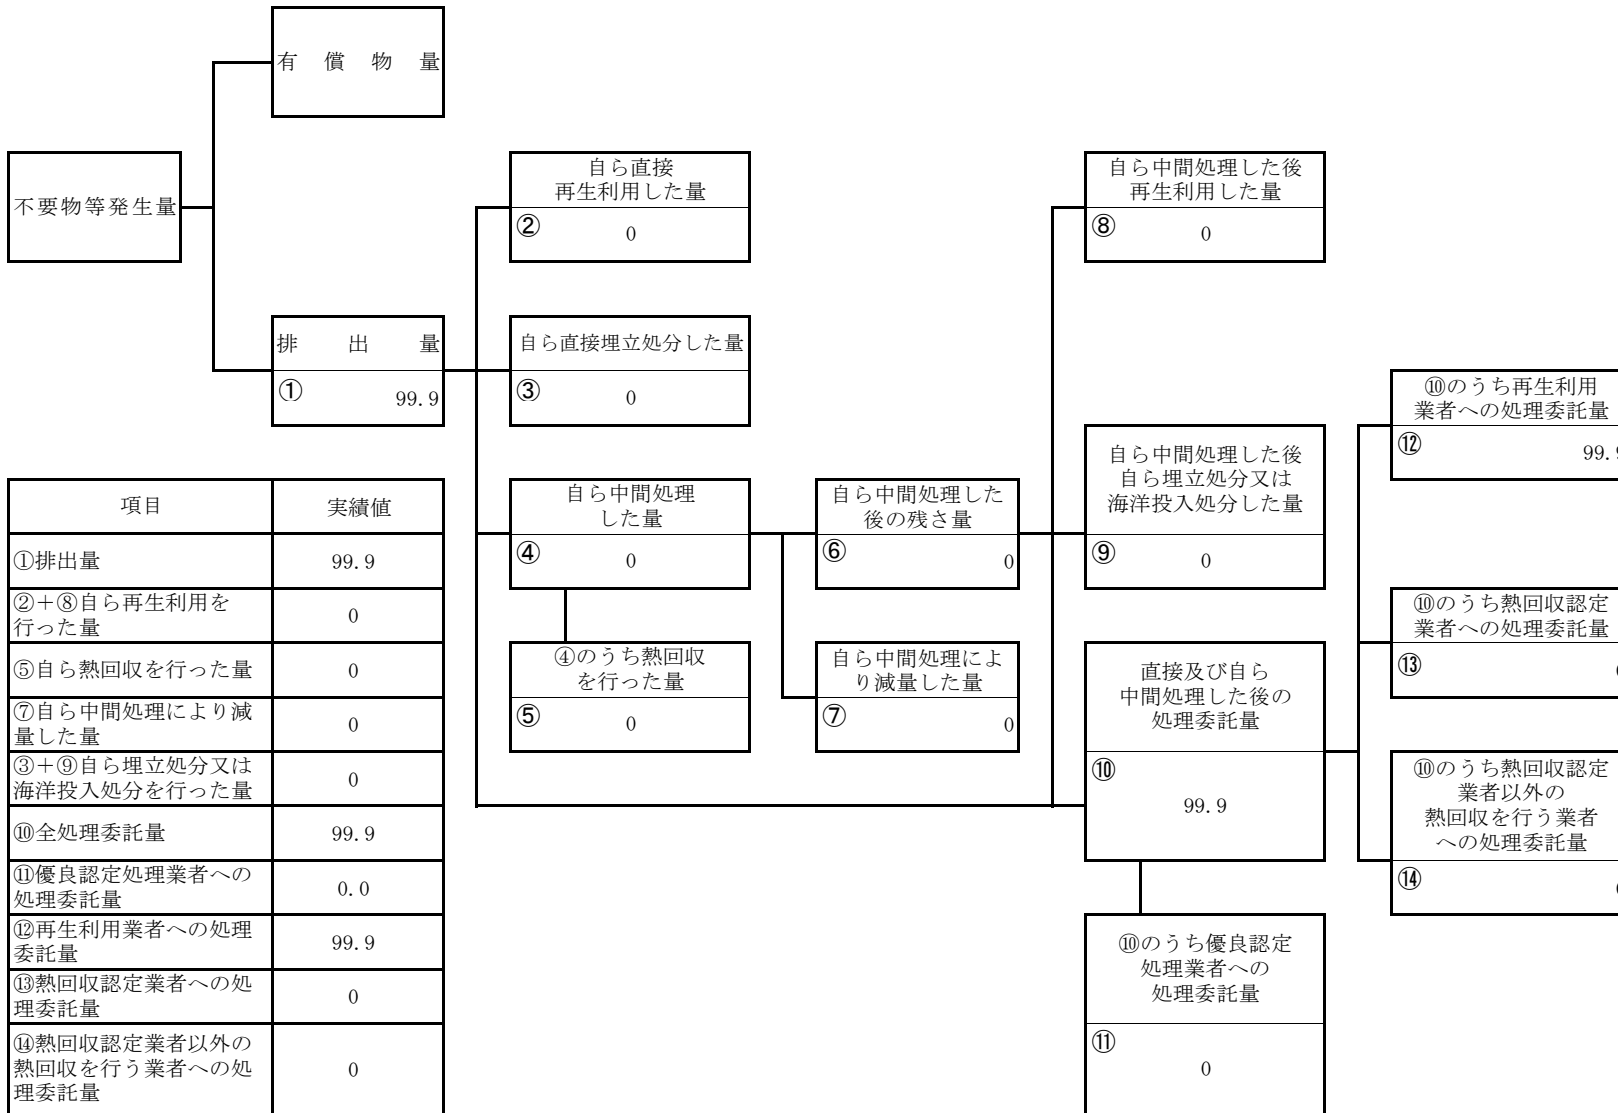 有償物量
不要物等発生量
排出量
① 99.9
自ら直接
再生利用した量
② 0
自ら直接埋立処分した量
③ 0
自ら中間処理
した量
④ 0
④のうち熱回収
を行った量
⑤ 0
自ら中間処理した
後の残さ量
⑥ 0
自ら中間処理によ
り減量した量
⑦ 0
自ら中間処理した後
再生利用した量
⑧ 0
自ら中間処理した後
自ら埋立処分又は
海洋投入処分した量
⑨ 0
直接及び自ら
中間処理した後の
処理委託量
⑩
99.9
⑩のうち優良認定
処理業者への
処理委託量
⑪
0
⑩のうち再生利用
業者への処理委託量
⑫ 99.9
⑩のうち熱回収認定
業者への処理委託量
⑬
⑩のうち熱回収認定
業者以外の
熱回収を行う業者
への処理委託量
⑭
項目 実績値
①排出量 99.9
②+⑧自ら再生利用を
行った量 0
⑤自ら熱回収を行った量 0
⑦自ら中間処理により減
量した量 0
③+⑨自ら埋立処分又は
海洋投入処分を行った量 0
⑩全処理委託量 99.9
⑪優良認定処理業者への
処理委託量 0.0
⑫再生利用業者への処理
委託量 99.9
⑬熱回収認定業者への処
理委託量 0
⑭熱回収認定業者以外の
熱回収を行う業者への処
理委託量 0